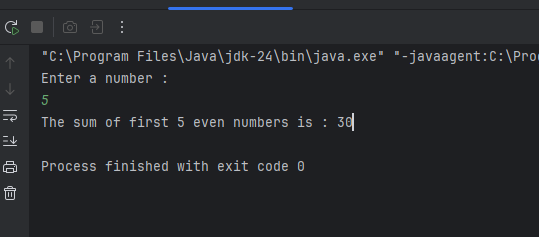 "C:\Program Files\Java\jdk-24\bin\java.exe" "-javaagent:C:\Pro
Enter a number :
5
The sum of first 5 even numbers is : 30
Process finished with exit code 0